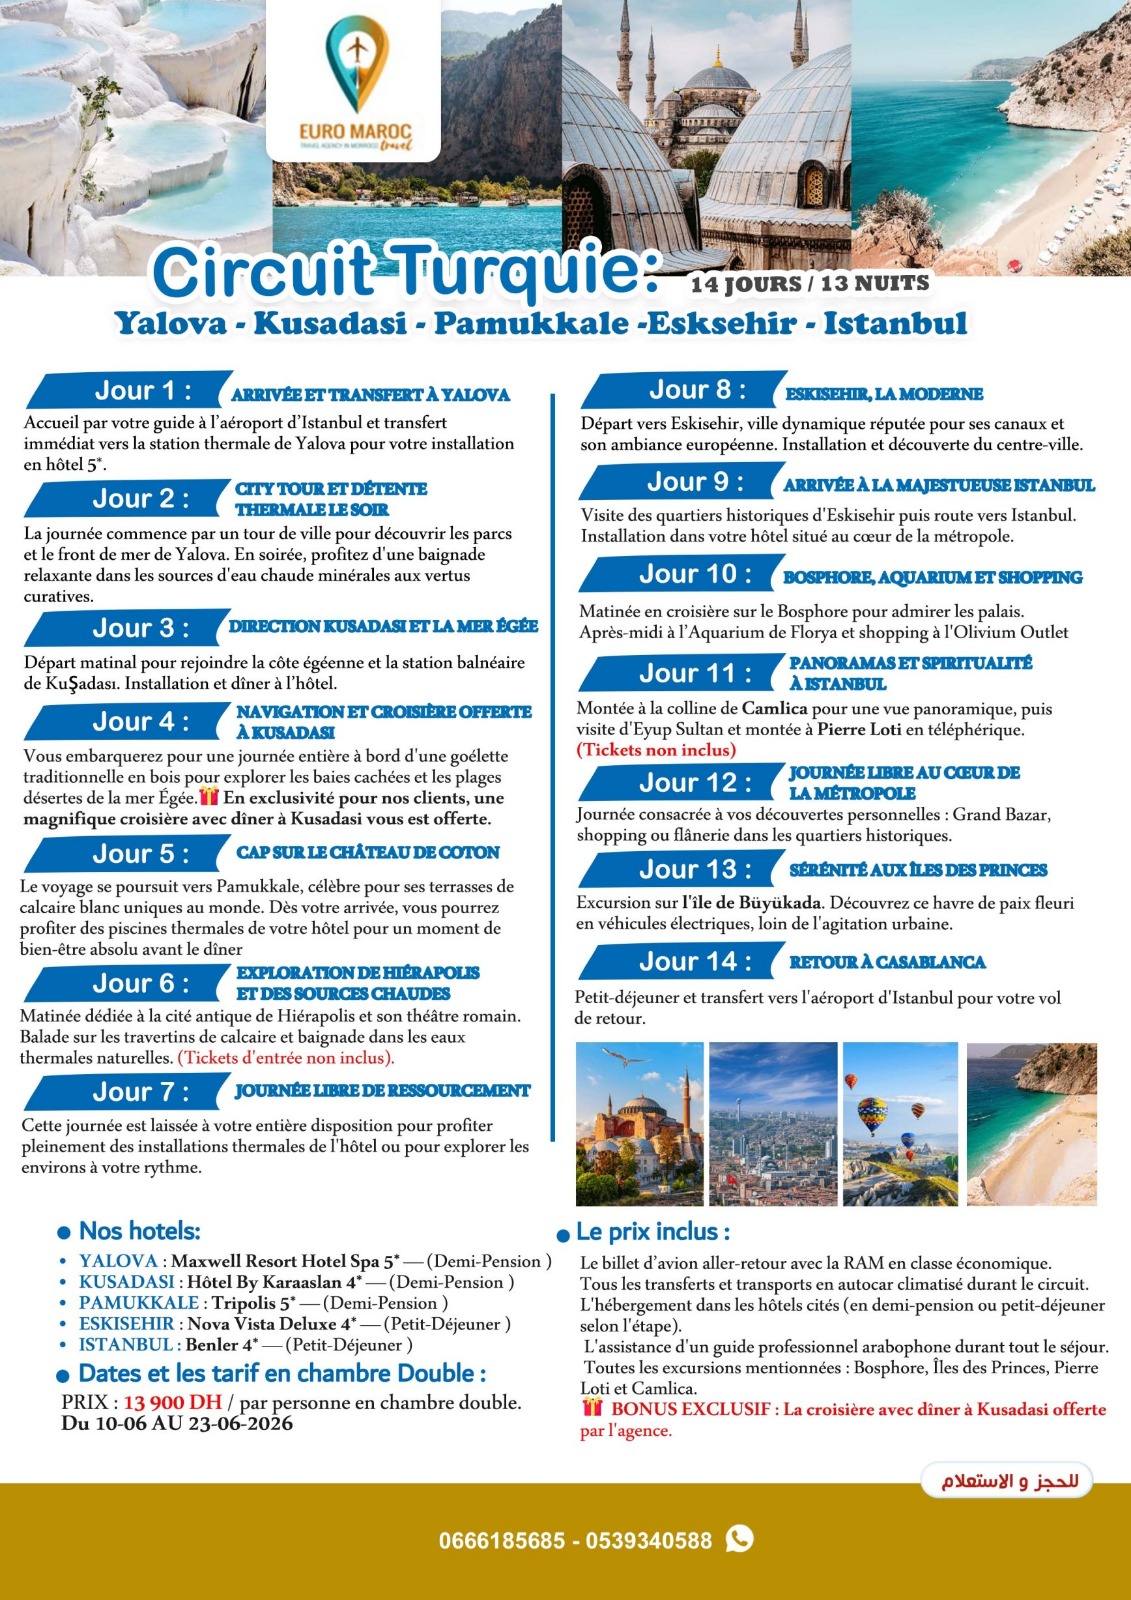 EURO MAROC
TRAVEL AGENCY IN MORROCO travel
Circuit Turquie:
14 JOURS / 13 NUITS
Yalova - Kusadasi - Pamukkale -Esksehir - Istanbul
Jour 1 :
ARRIVÉE ET TRANSFERT À YALOVA
Accueil par votre guide à l'aéroport d'Istanbul et transfert
immédiat vers la station thermale de Yalova pour votre installation
en hôtel 5*.
Jour 2 :
CITY TOUR ET DÉTENTE
THERMALE LE SOIR
La journée commence par un tour de ville pour découvrir les parcs
et le front de mer de Yalova. En soirée, profitez d'une baignade
relaxante dans les sources d'eau chaude minérales aux vertus
curatives.
Jour 3 :
DIRECTION KUSADASI ET LA MER ÉGÉE
Départ matinal pour rejoindre la côte égéenne et la station balnéaire
de KuŞadası. Installation et dîner à l'hôtel.
Jour 4 :
NAVIGATION ET CROISIÈRE OFFERTE
À KUSADASI
Vous embarquerez pour une journée entière à bord d'une goélette
traditionnelle en bois pour explorer les baies cachées et les plages
désertes de la mer Égée.🎁 En exclusivité pour nos clients, une
magnifique croisière avec dîner à Kusadasi vous est offerte.
Jour 5 :
CAP SUR LE CHÂTEAU DE COTON
Le voyage se poursuit vers Pamukkale, célèbre pour ses terrasses de
calcaire blanc uniques au monde. Dès votre arrivée, vous pourrez
profiter des piscines thermales de votre hôtel pour un moment de
bien-être absolu avant le dîner
Jour 6 :
EXPLORATION DE HIÉRAPOLIS
ET DES SOURCES CHAUDES
Matinée dédiée à la cité antique de Hiérapolis et son théâtre romain.
Balade sur les travertins de calcaire et baignade dans les eaux
thermales naturelles. (Tickets d'entrée non inclus).
Jour 7 :
JOURNÉE LIBRE DE RESSOURCEMENT
Cette journée est laissée à votre entière disposition pour profiter
pleinement des installations thermales de l'hôtel ou pour explorer les
environs à votre rythme.
Jour 8 :
ESKISEHIR, LA MODERNE
Départ vers Eskisehir, ville dynamique réputée pour ses canaux et
son ambiance européenne. Installation et découverte du centre-ville.
Jour 9 :
ARRIVÉE À LA MAJESTUEUSE ISTANBUL
Visite des quartiers historiques d'Eskisehir puis route vers Istanbul.
Installation dans votre hôtel situé au cœur de la métropole.
Jour 10 :
BOSPHORE, AQUARIUM ET SHOPPING
Matinée en croisière sur le Bosphore pour admirer les palais.
Après-midi à l'Aquarium de Florya et shopping à l'Olivium Outlet
Jour 11 :
PANORAMAS ET SPIRITUALITÉ
À ISTANBUL
Montée à la colline de Camlica pour une vue panoramique, puis
visite d'Eyup Sultan et montée à Pierre Loti en téléphérique.
(Tickets non inclus)
Jour 12 :
JOURNÉE LIBRE AU CŒUR DE
LA MÉTROPOLE
Journée consacrée à vos découvertes personnelles : Grand Bazar,
shopping ou flânerie dans les quartiers historiques.
Jour 13 :
SÉRÉNITÉ AUX ÎLES DES PRINCES
Excursion sur l'île de Büyükada. Découvrez ce havre de paix fleuri
en véhicules électriques, loin de l'agitation urbaine.
Jour 14 :
RETOUR À CASABLANCA
Petit-déjeuner et transfert vers l'aéroport d'Istanbul pour votre vol
de retour.
● Nos hotels:
• YALOVA : Maxwell Resort Hotel Spa 5* — (Demi-Pension )
• KUSADASI : Hôtel By Karaaslan 4* — (Demi-Pension )
• PAMUKKALE : Tripolis 5* — (Demi-Pension )
• ESKISEHIR : Nova Vista Deluxe 4* — (Petit-Déjeuner )
• ISTANBUL : Benler 4* — (Petit-Déjeuner )
● Dates et les tarif en chambre Double :
PRIX : 13 900 DH / par personne en chambre double.
Du 10-06 AU 23-06-2026
● Le prix inclus :
Le billet d'avion aller-retour avec la RAM en classe économique.
Tous les transferts et transports en autocar climatisé durant le circuit.
L'hébergement dans les hôtels cités (en demi-pension ou petit-déjeuner
selon l'étape).
L'assistance d'un guide professionnel arabophone durant tout le séjour.
Toutes les excursions mentionnées : Bosphore, Îles des Princes, Pierre
Loti et Camlica.
🎁 BONUS EXCLUSIF : La croisière avec dîner à Kusadasi offerte
par l'agence.
للحجز و الاستعلام
0666185685 - 0539340588